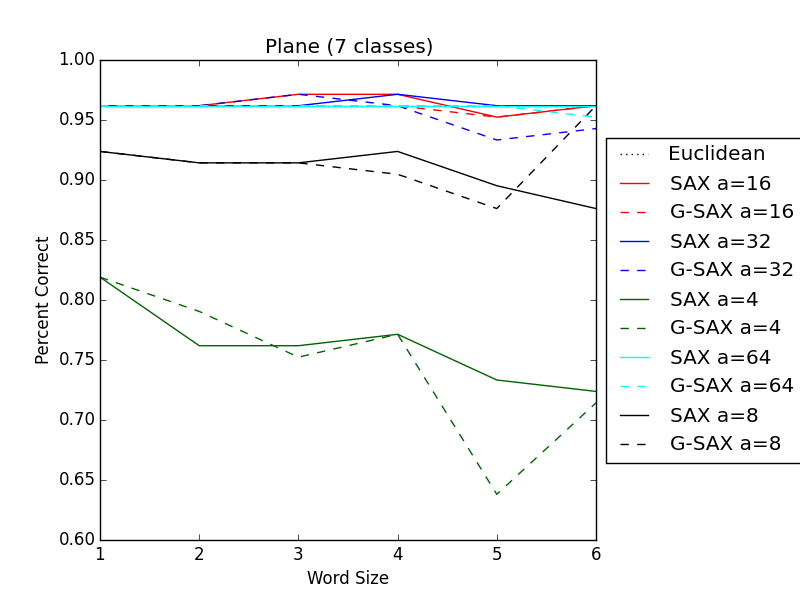 Plane (7 classes)
1.00
0.95
0.90
0.85
0.80
0.75
0.70
0.65
0.60
Percent Correct
1 2 3 4 5 6
Word Size
Euclidean
SAX a=16
G-SAX a=16
SAX a=32
G-SAX a=32
SAX a=4
G-SAX a=4
SAX a=64
G-SAX a=64
SAX a=8
G-SAX a=8